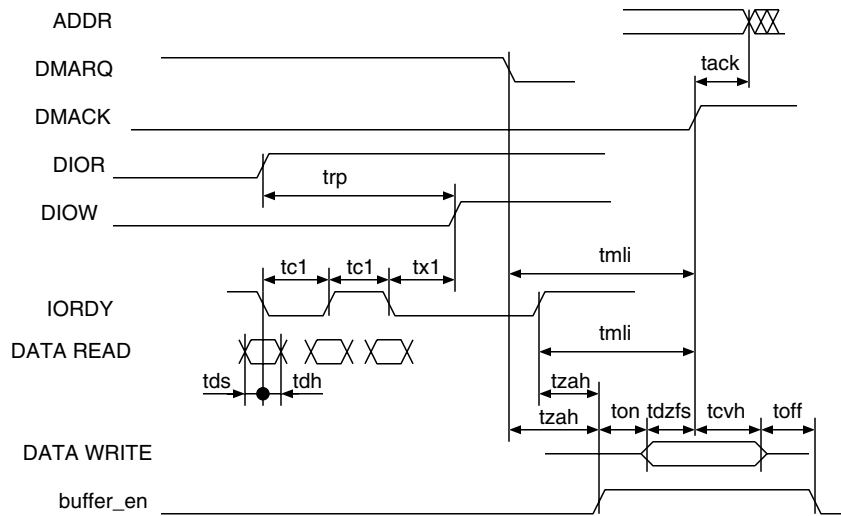 ADDR
DMARQ
tack
DMACK
DIOR
trp
DIOW
tc1 tc1 tx1 tmli
IORDY
tmli
DATA READ
tds tdh tzah
tzah ton tdzfs tcvh toff
DATA WRITE
buffer_en